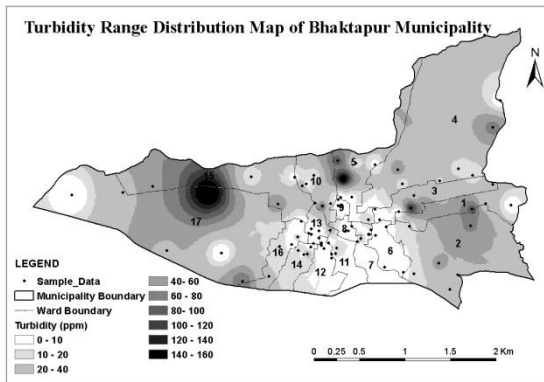 Turbidity Range Distribution Map of Bhaktapur Municipality
N
4
5
15
10
3
9
1
17
13
8
2
16
6
14
11
7
12
LEGEND
Sample_Data
Municipality Boundary
Ward Boundary
Turbidity (ppm)
0 - 10
10 - 20
20 - 40
40-60
60 - 80
80- 100
100 - 120
120- 140
140 - 160
0 0.25 0.5 1 1.5 2 Km